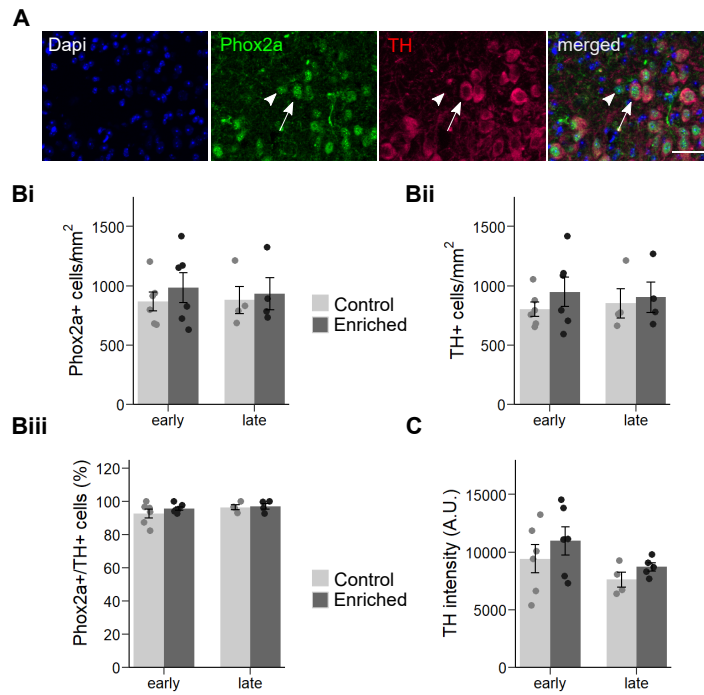 A
Dapi
Phox2a
TH
merged
Bi
Phox2a+ cells/mm2
1500
1000
500
0
early
late
Control
Enriched
Bii
TH+ cells/mm2
1500
1000
500
0
early
late
Biii
Phox2a+/TH+ cells (%)
120
100
80
60
40
20
0
early
late
Control
Enriched
C
TH intensity (A.U.)
15000
10000
5000
0
early
late